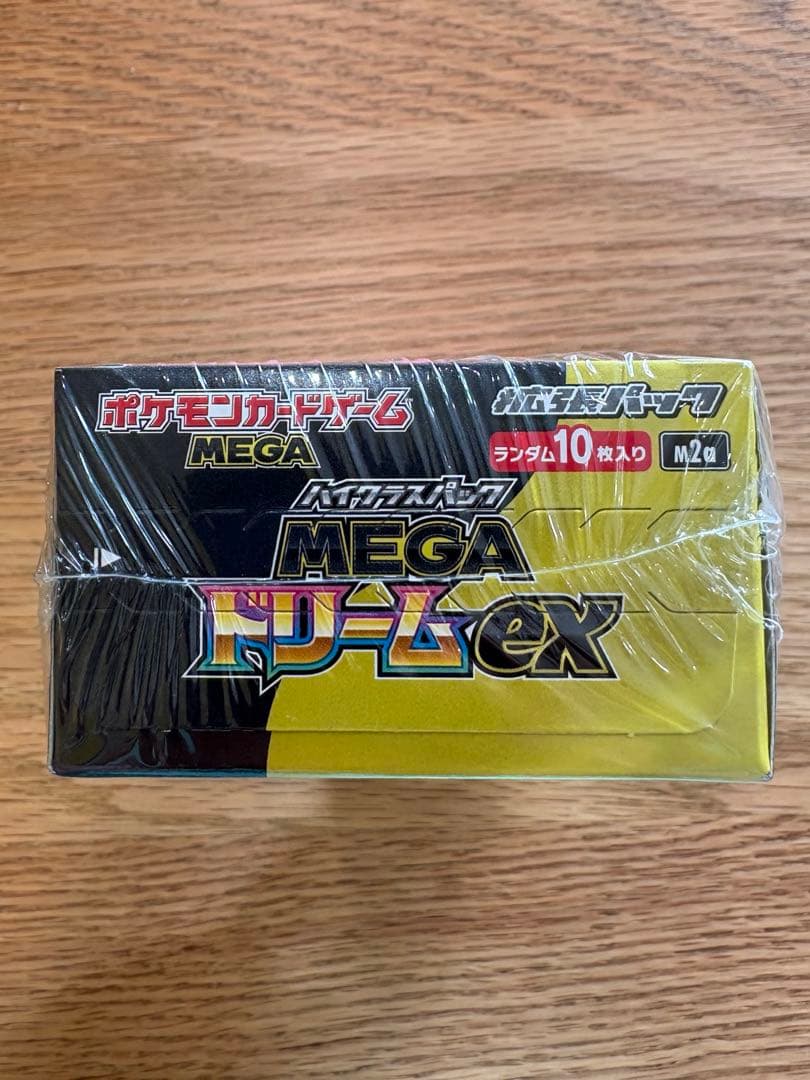 ポケモンカードゲーム
MEGA
拡張パック
ランダム10枚入り M2a
ハイクラスパック
MEGA
ドリームex